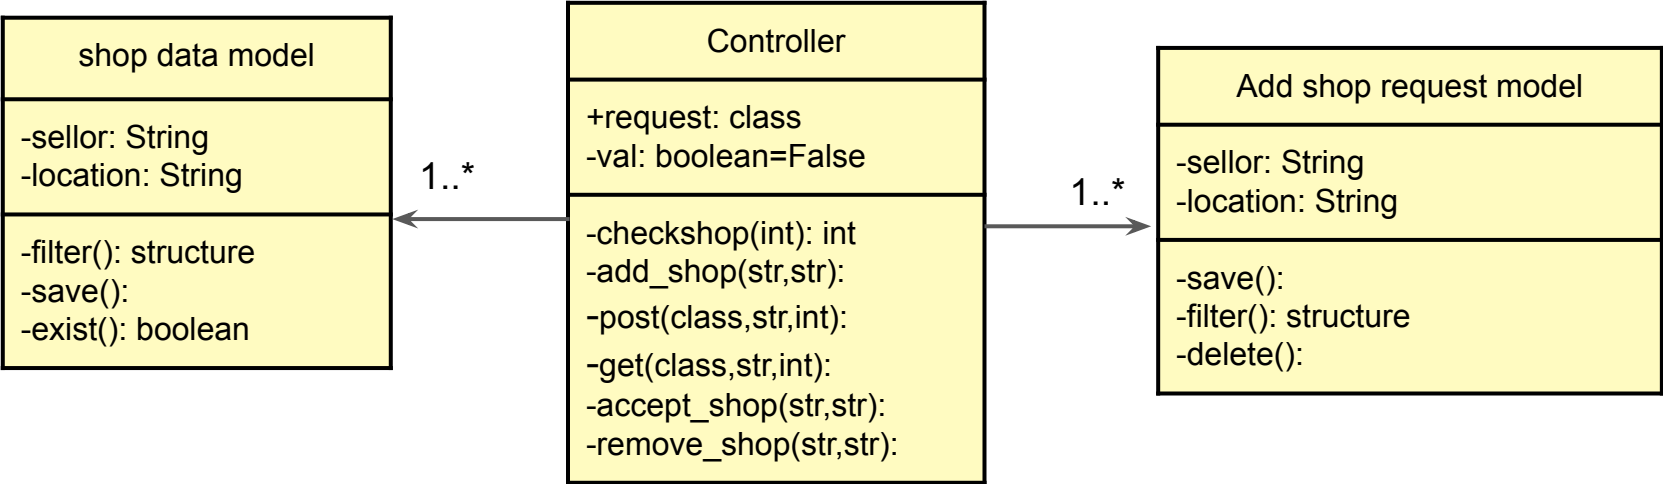 shop data model
-sellor: String
-location: String
-filter(): structure
-save():
-exist(): boolean
1..*
Controller
+request: class
-val: boolean=False
-checkshop(int): int
-add_shop(str,str):
-post(class,str,int):
-get(class,str,int):
-accept_shop(str,str):
-remove_shop(str,str):
1..*
Add shop request model
-sellor: String
-location: String
-save():
-filter(): structure
-delete():